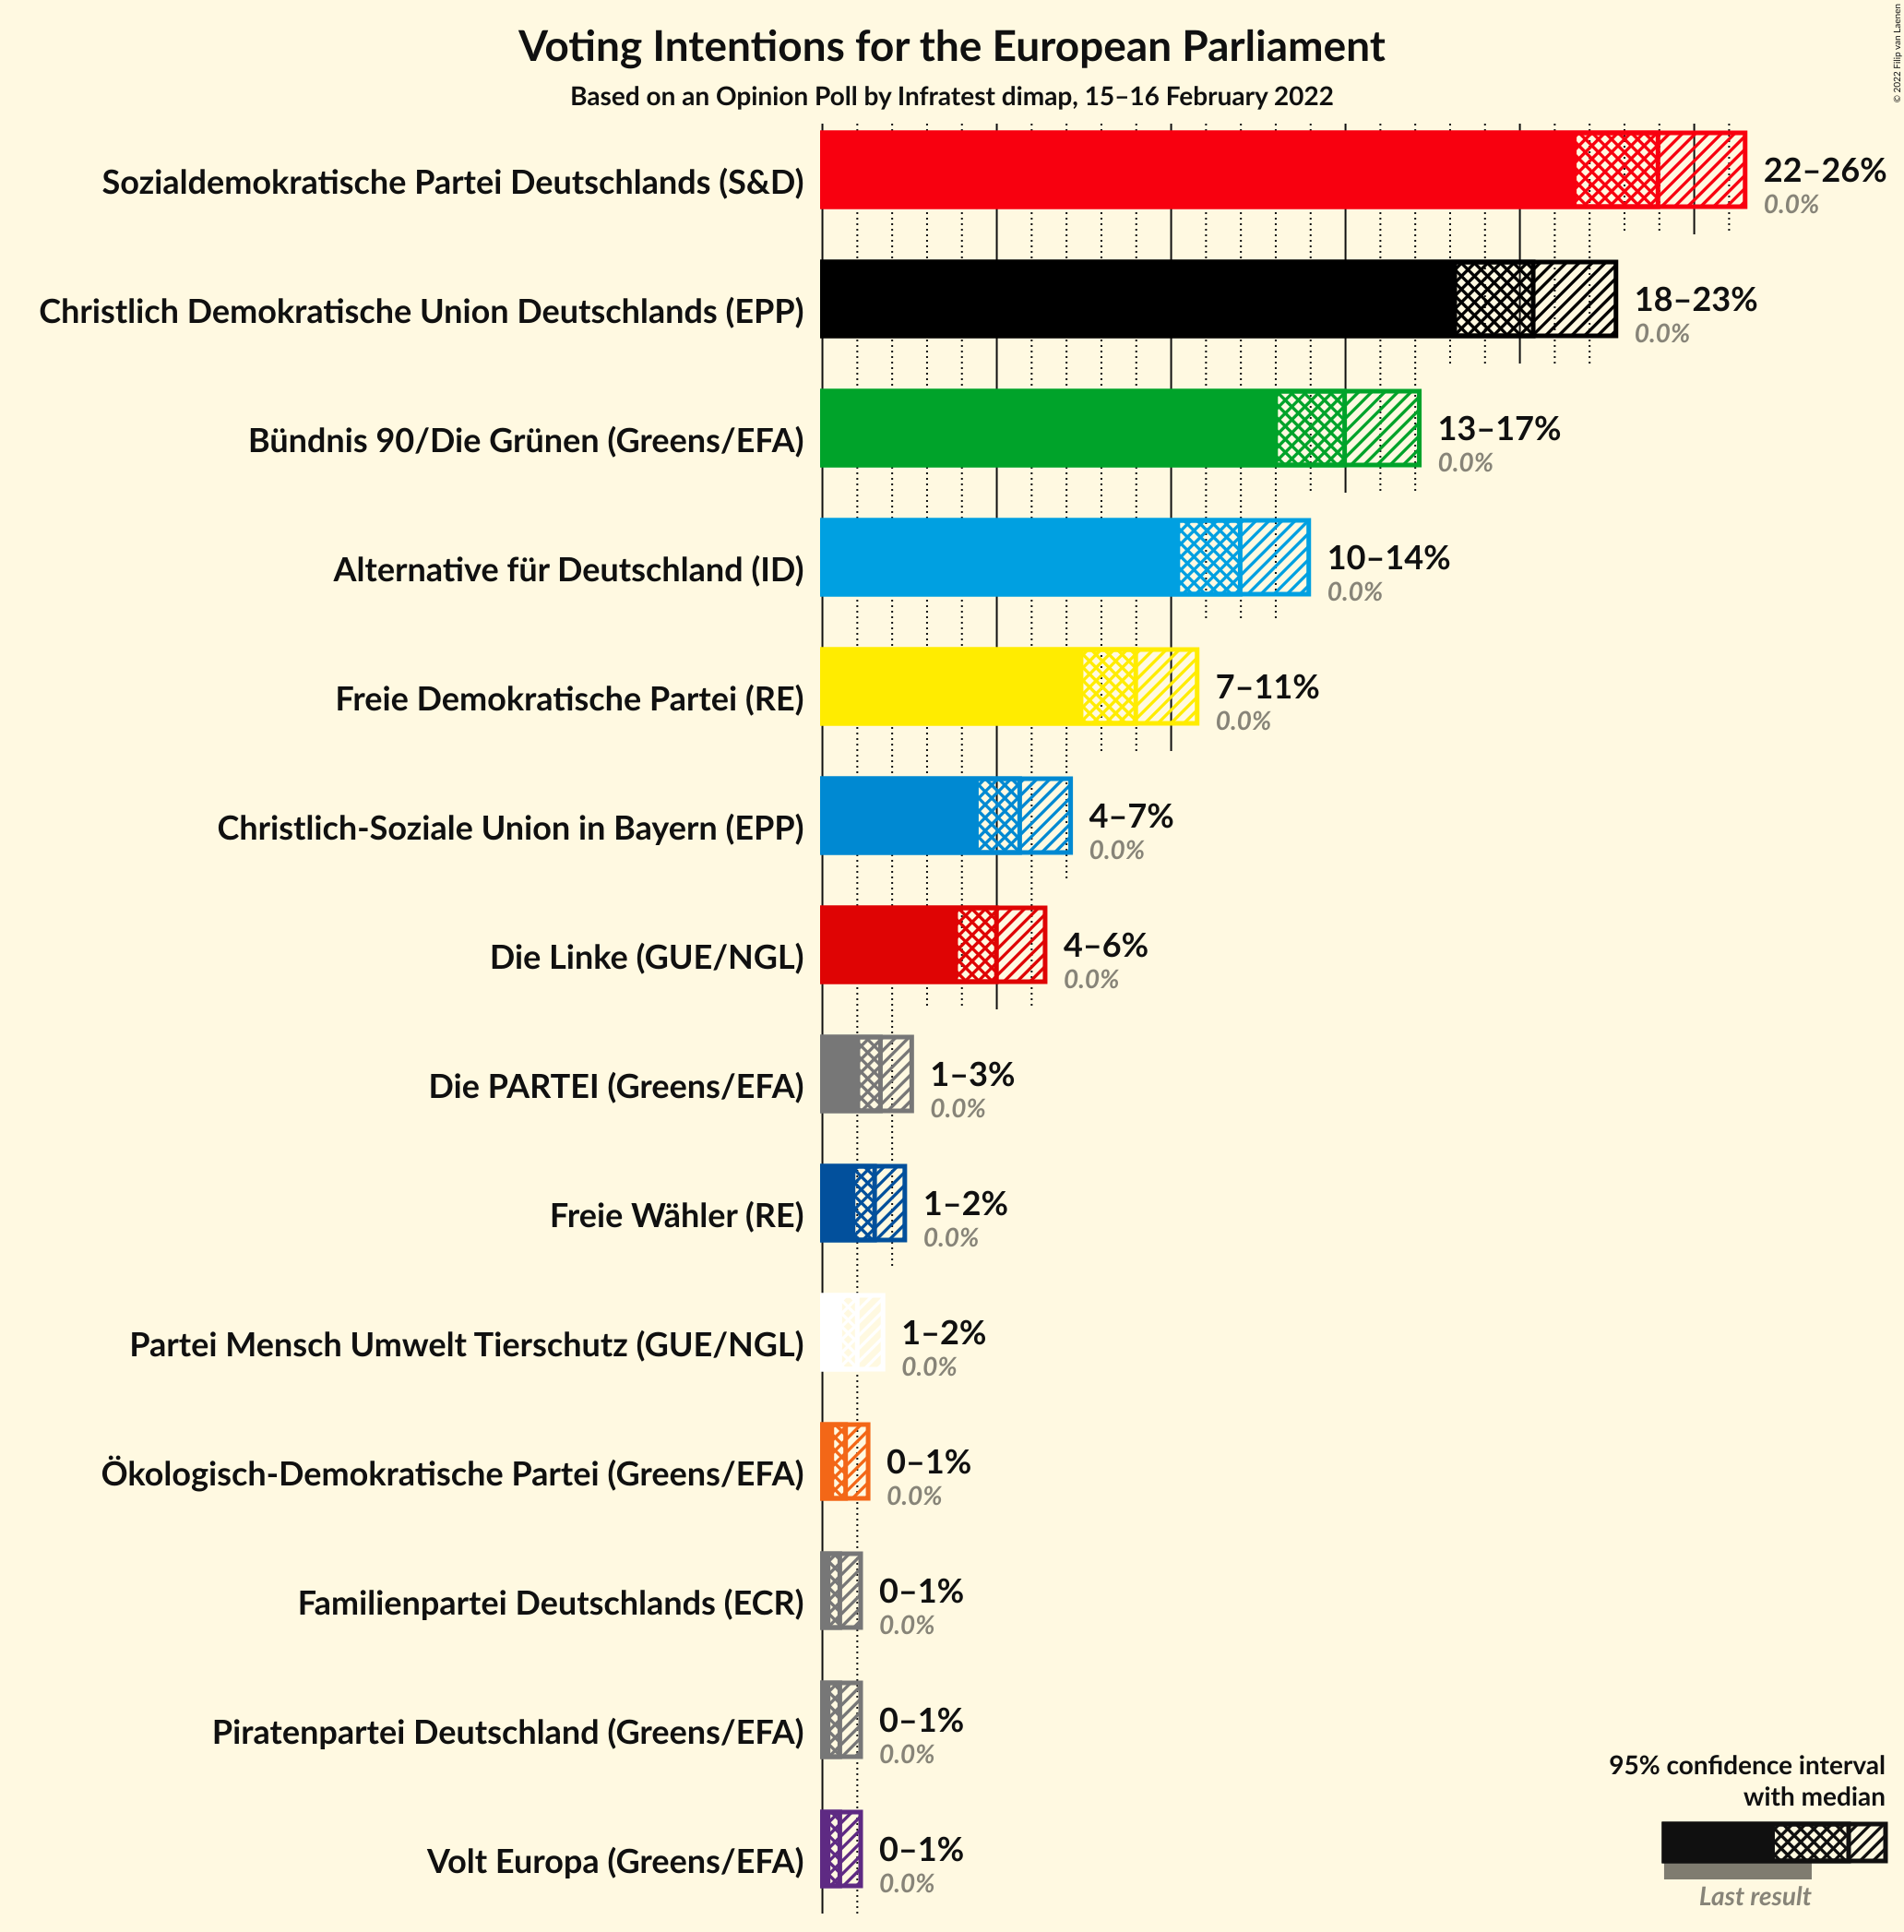 Voting Intentions for the European Parliament
Based on an Opinion Poll by Infratest dimap, 15–16 February 2022
© 2022 Filip van Laenen
Sozialdemokratische Partei Deutschlands (S&D)
22–26%
0.0%
Christlich Demokratische Union Deutschlands (EPP)
18–23%
0.0%
Bündnis 90/Die Grünen (Greens/EFA)
13–17%
0.0%
Alternative für Deutschland (ID)
10–14%
0.0%
Freie Demokratische Partei (RE)
7–11%
0.0%
Christlich-Soziale Union in Bayern (EPP)
4–7%
0.0%
Die Linke (GUE/NGL)
4–6%
0.0%
Die PARTEI (Greens/EFA)
1–3%
0.0%
Freie Wähler (RE)
1–2%
0.0%
Partei Mensch Umwelt Tierschutz (GUE/NGL)
1–2%
0.0%
Ökologisch-Demokratische Partei (Greens/EFA)
0–1%
0.0%
Familienpartei Deutschlands (ECR)
0–1%
0.0%
Piratenpartei Deutschland (Greens/EFA)
0–1%
0.0%
Volt Europa (Greens/EFA)
0–1%
0.0%
95% confidence interval
with median
Last result